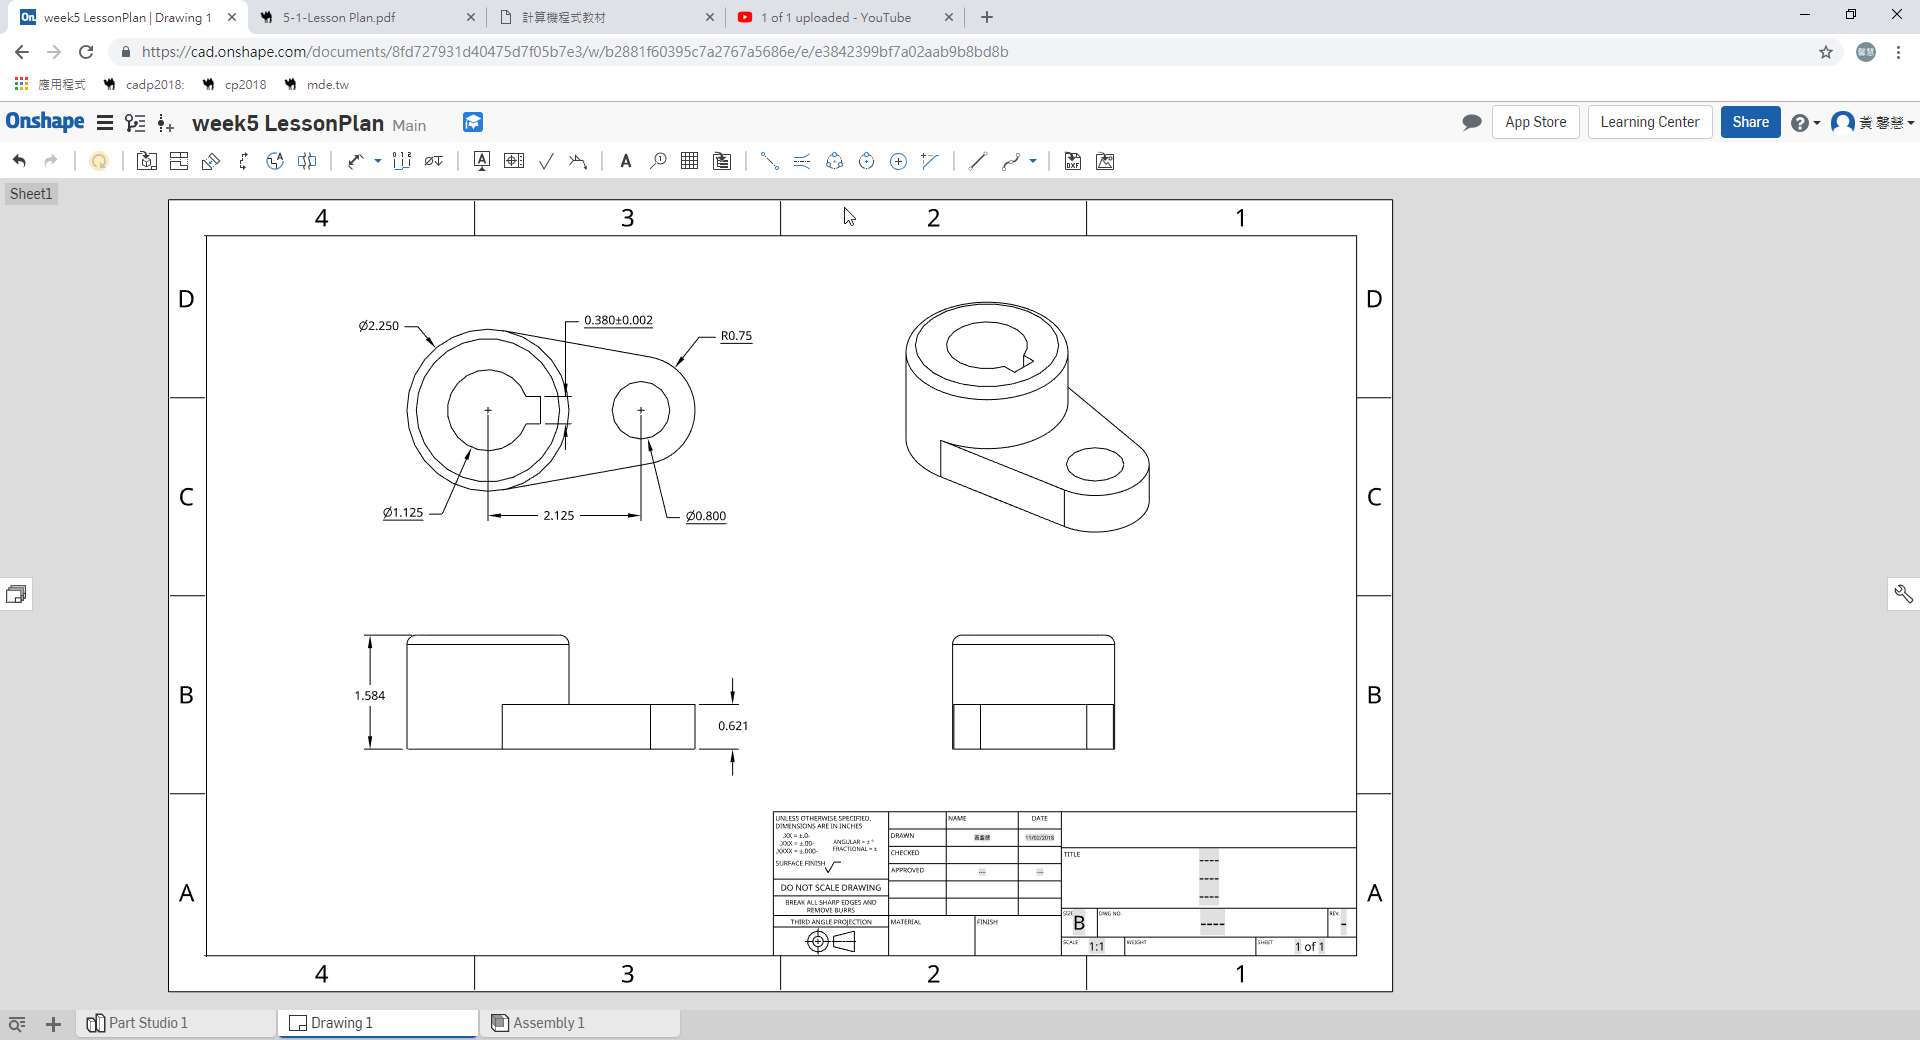 week5 LessonPlan | Drawing 1
5-1-Lesson Plan.pdf
計算機程式教材
1 of 1 uploaded - YouTube
https://cad.onshape.com/documents/8fd727931d40475d7f05b7e3/w/b2881f60395c7a2767a5686e/e/e3842399bf7a02aab9b8bd8b
應用程式
cadp2018:
cp2018
mde.tw
Onshape
week5 LessonPlan Main
App Store
Learning Center
Share
黃馨慧
Sheet1
4 3 2 1
D D
C C
B B
A A
Ø2.250
0.380±0.002
R0.75
Ø1.125
2.125
Ø0.800
1.584
0.621
UNLESS OTHERWISE SPECIFIED,
DIMENSIONS ARE IN INCHES
.XX = ±.0-
.XXX = ±.00-
.XXXX = ±.000-
ANGULAR = ± °
FRACTIONAL = ±
SURFACE FINISH
DO NOT SCALE DRAWING
BREAK ALL SHARP EDGES AND
REMOVE BURRS
THIRD ANGLE PROJECTION
NAME
DATE
DRAWN
11/02/2018
CHECKED
APPROVED
---
---
MATERIAL
FINISH
TITLE
----
----
----
SIZE
B
DWG NO.
----
REV.
-
SCALE
1:1
WEIGHT
SHEET
1 of 1
4 3 2 1
Part Studio 1
Drawing 1
Assembly 1